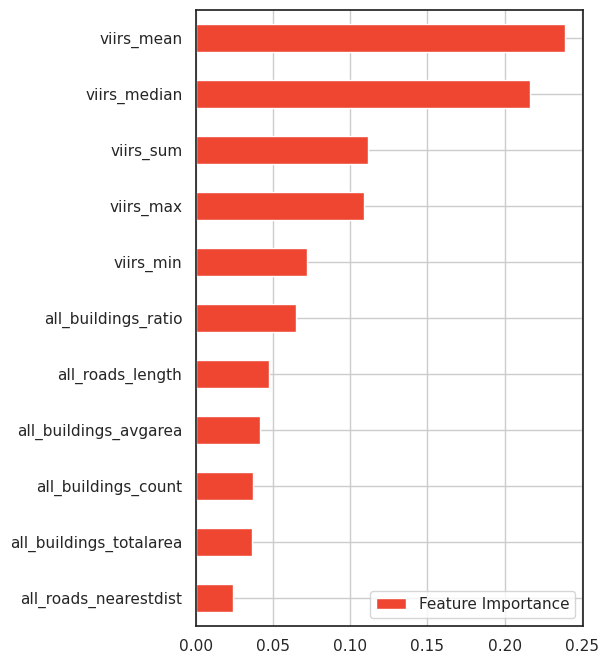 viirs_mean
viirs_median
viirs_sum
viirs_max
viirs_min
all_buildings_ratio
all_roads_length
all_buildings_avgarea
all_buildings_count
all_buildings_totalarea
all_roads_nearestdist
Feature Importance
0.00 0.05 0.10 0.15 0.20 0.25